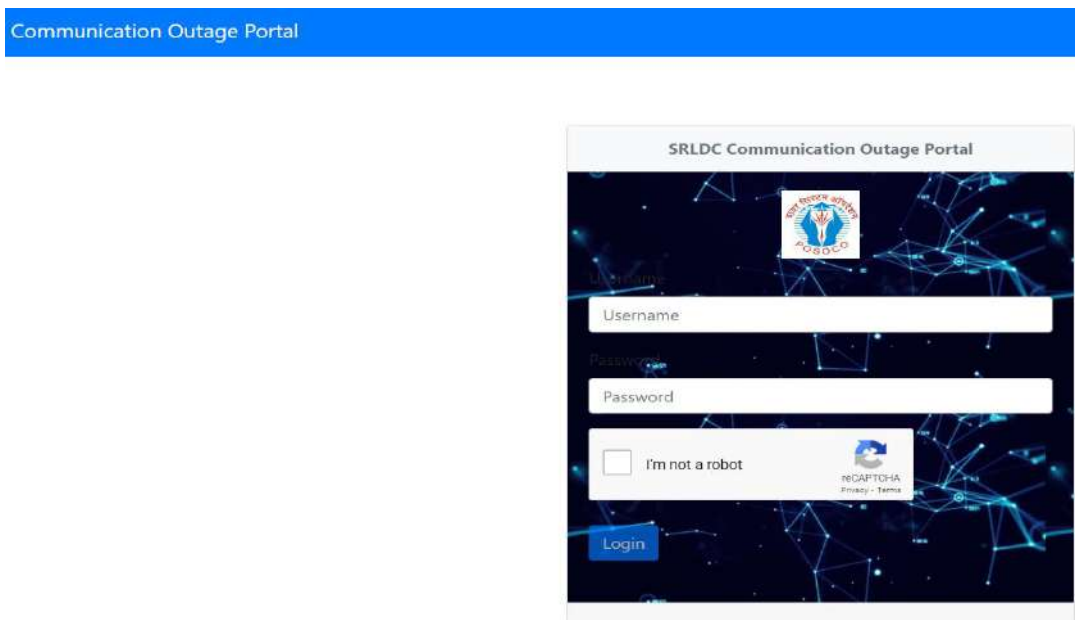 Communication Outage Portal
SRLDC Communication Outage Portal
POSOCO
Username
Username
Password
Password
I'm not a robot
reCAPTCHA
Privacy - Terms
Login